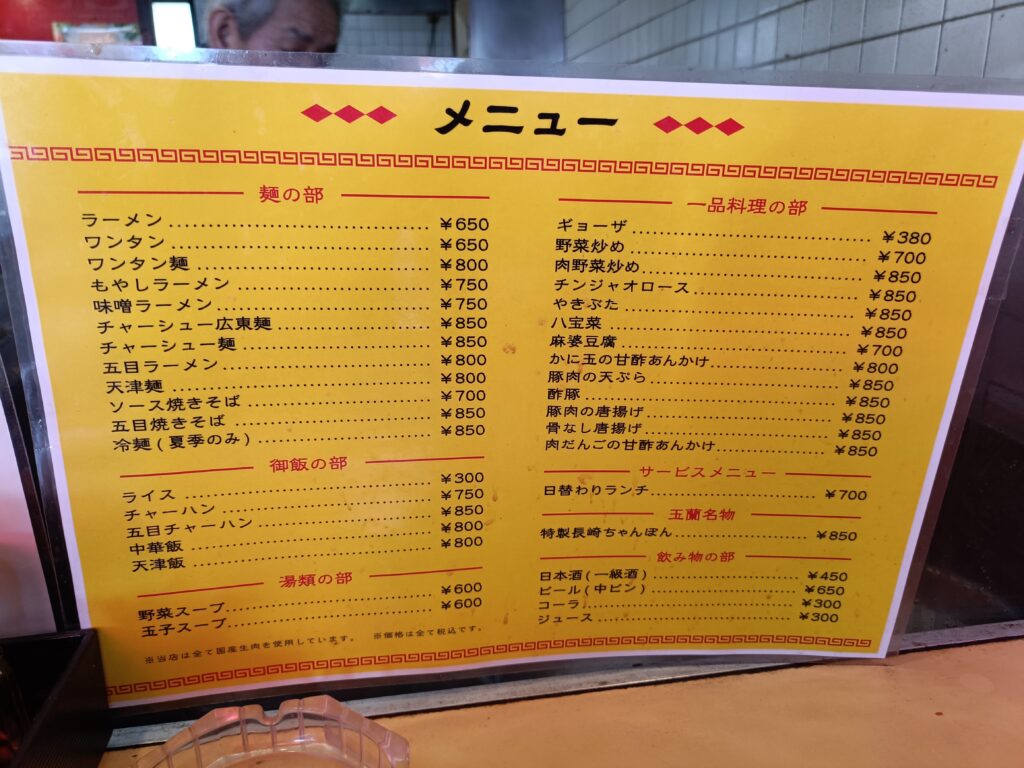 メニュー
麺の部
ラーメン ¥650
ワンタン ¥650
ワンタン麺 ¥800
もやしラーメン ¥750
味噌ラーメン ¥750
チャーシュー広東麺 ¥850
チャーシュー麺 ¥850
五目ラーメン ¥800
天津麺 ¥800
ソース焼きそば ¥700
五目焼きそば ¥850
冷麺(夏季のみ) ¥850
御飯の部
ライス ¥300
チャーハン ¥750
五目チャーハン ¥850
中華飯 ¥800
天津飯 ¥800
湯類の部
野菜スープ ¥600
玉子スープ ¥600
※当店は全て国産生肉を使用しています。 ※価格は全て税込です。
一品料理の部
ギョーザ ¥380
野菜炒め ¥700
肉野菜炒め ¥850
チンジャオロース ¥850
やきぶた ¥850
八宝菜 ¥850
麻婆豆腐 ¥700
かに玉の甘酢あんかけ ¥800
豚肉の天ぷら ¥850
酢豚 ¥850
豚肉の唐揚げ ¥850
骨なし唐揚げ ¥850
肉だんごの甘酢あんかけ ¥850
サービスメニュー
日替わりランチ ¥700
玉蘭名物
特製長崎ちゃんぽん ¥850
飲み物の部
日本酒(一級酒) ¥450
ビール(中ビン) ¥650
コーラ ¥300
ジュース ¥300